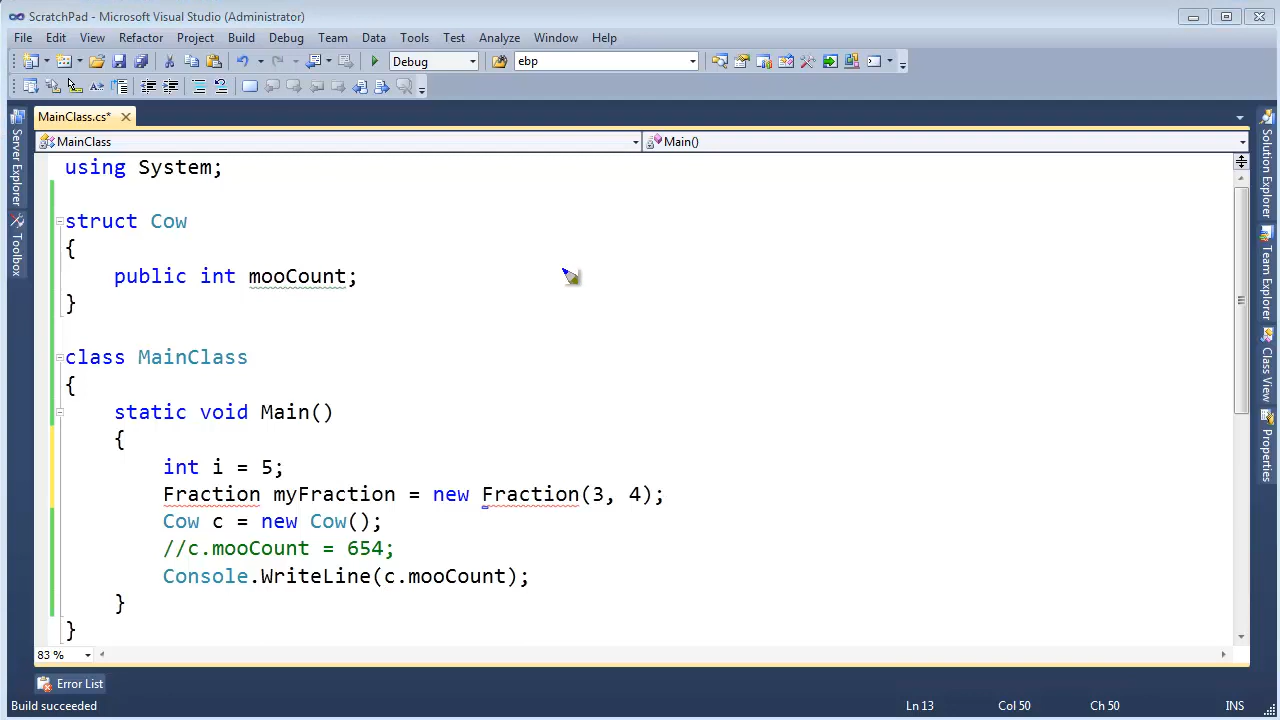 ScratchPad - Microsoft Visual Studio (Administrator)
File Edit View Refactor Project Build Debug Team Data Tools Test Analyze Window Help
Debug ebp
MainClass.cs*
MainClass Main()
using System;
struct Cow
{
public int mooCount;
}
class MainClass
{
static void Main()
{
int i = 5;
Fraction myFraction = new Fraction(3, 4);
Cow c = new Cow();
//c.mooCount = 654;
Console.WriteLine(c.mooCount);
}
}
83 %
Server Explorer
Toolbox
Solution Explorer
Team Explorer
Class View
Properties
Error List
Build succeeded Ln 13 Col 50 Ch 50 INS